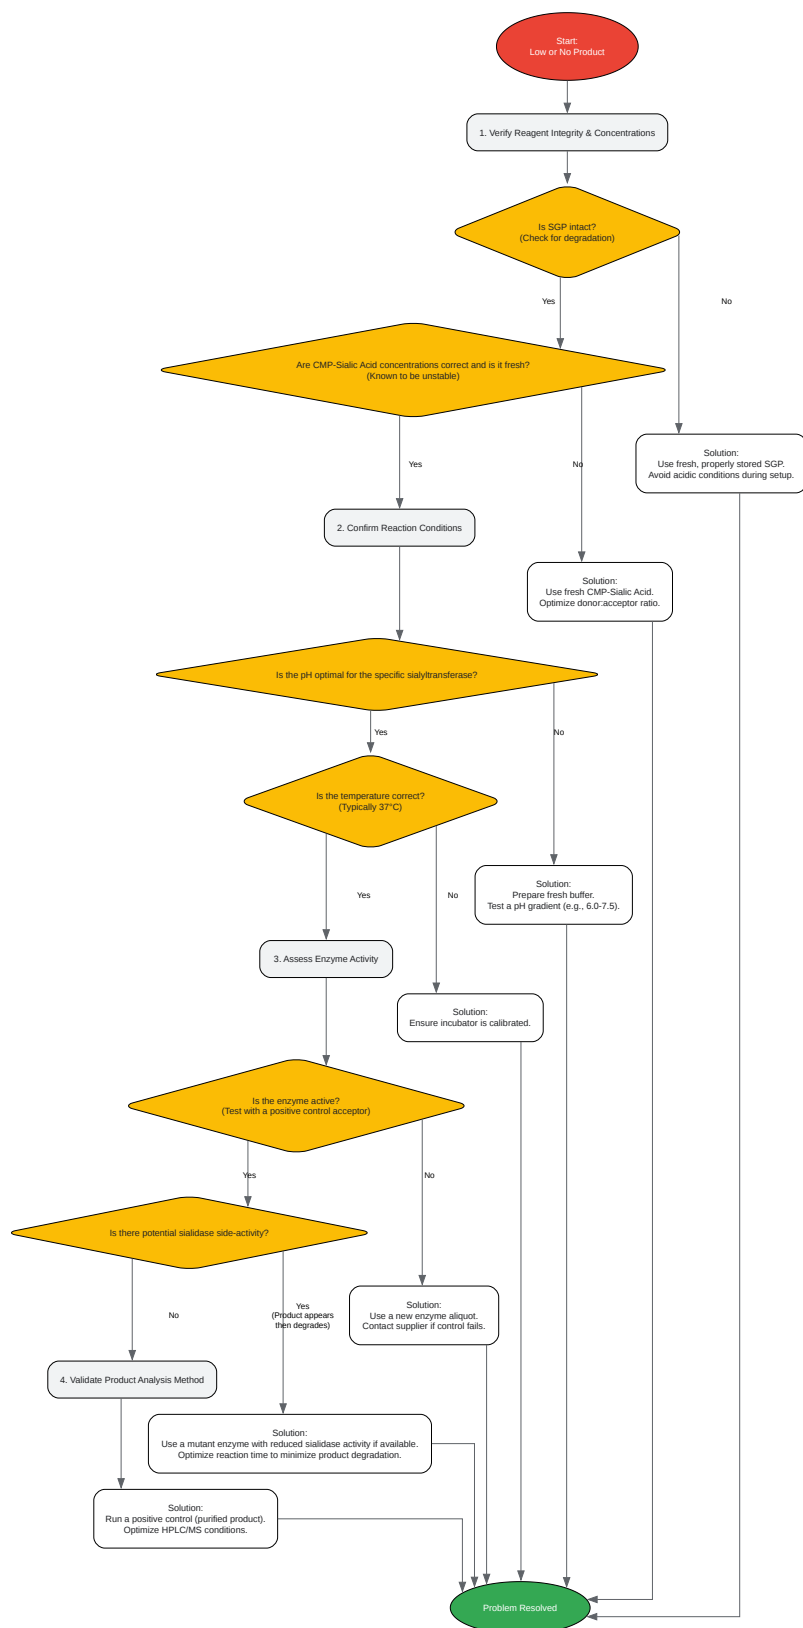 Start:
Low or No Product
1. Verify Reagent Integrity & Concentrations
Is SGP intact?
(Check for degradation)
Yes
No
Are CMP-Sialic Acid concentrations correct and is it fresh?
(Known to be unstable)
Solution:
Use fresh, properly stored SGP.
Avoid acidic conditions during setup.
Yes
No
2. Confirm Reaction Conditions
Solution:
Use fresh CMP-Sialic Acid.
Optimize donor:acceptor ratio.
Is the pH optimal for the specific sialyltransferase?
Yes
No
Is the temperature correct?
(Typically 37°C)
Solution:
Prepare fresh buffer.
Test a pH gradient (e.g., 6.0-7.5).
Yes
No
3. Assess Enzyme Activity
Solution:
Ensure incubator is calibrated.
Is the enzyme active?
(Test with a positive control acceptor)
Yes
No
Is there potential sialidase side-activity?
Solution:
Use a new enzyme aliquot.
Contact supplier if control fails.
No
Yes
(Product appears
then degrades)
4. Validate Product Analysis Method
Solution:
Use a mutant enzyme with reduced sialidase activity if available.
Optimize reaction time to minimize product degradation.
Solution:
Run a positive control (purified product).
Optimize HPLC/MS conditions.
Problem Resolved